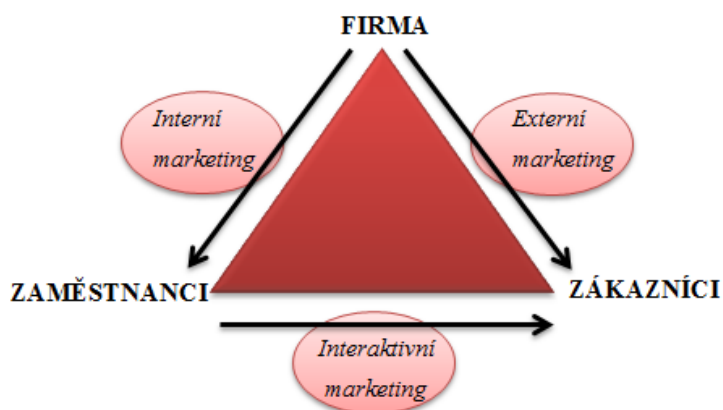 FIRMA
Interní
marketing
Externí
marketing
ZAMĚSTNANCI
ZÁKAZNÍCI
Interaktivní
marketing